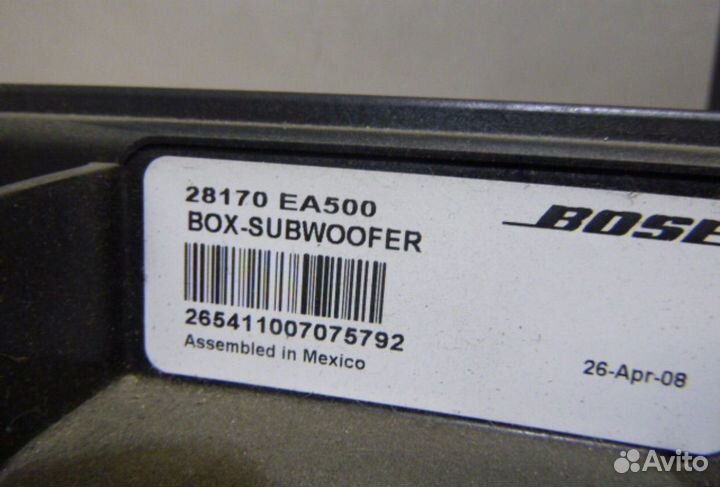 28170 EA500
BOX-SUBWOOFER
BOSE
265411007075792
Assembled in Mexico
26-Apr-08
Avito